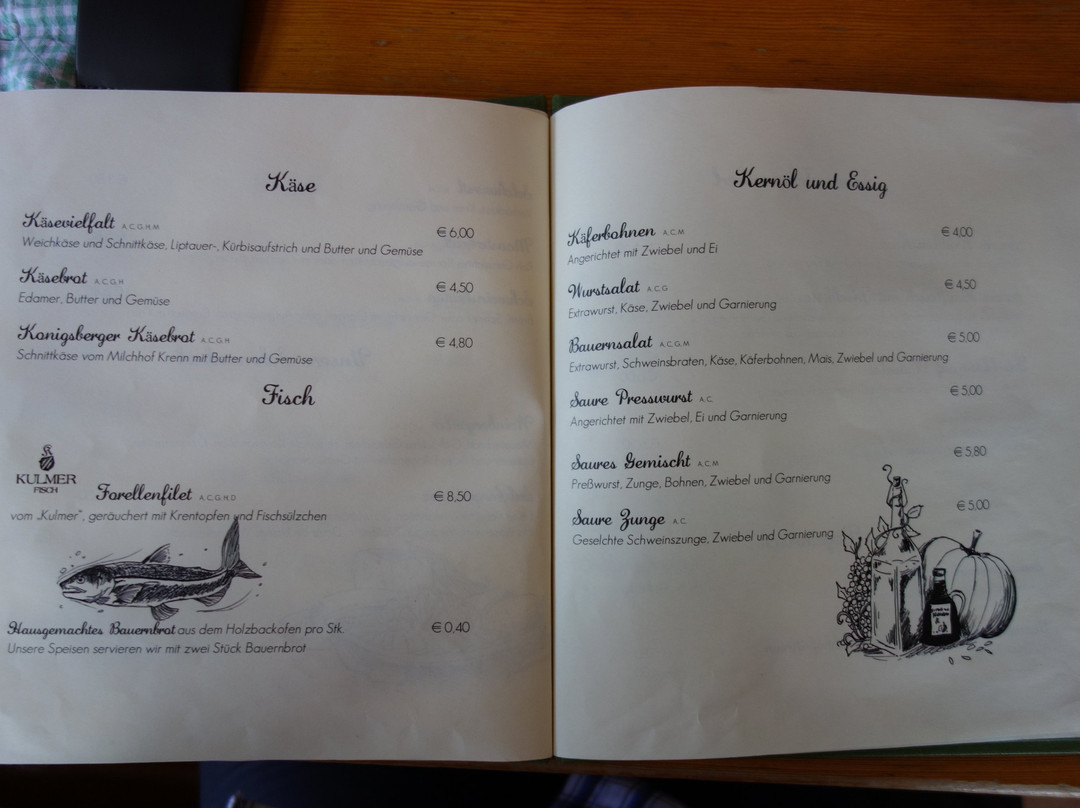 Käse
Käsevielfalt A.C.G.H.M € 6,00
Weichkäse und Schnittkäse, Liptauer-, Kürbisaufstrich und Butter und Gemüse
Käsebrot A.C.G.H € 4,50
Edamer, Butter und Gemüse
Konigsberger Käsebrot A.C.G.H € 4,80
Schnittkäse vom Milchhof Krenn mit Butter und Gemüse
Fisch
KULMER
FISCH
Forellenfilet A.C.G.H.D € 8,50
vom „Kulmer", geräuchert mit Krentopfen und Fischsülzchen
Hausgemachtes Bauernbrot aus dem Holzbackofen pro Stk. € 0,40
Unsere Speisen servieren wir mit zwei Stück Bauernbrot
Kernöl und Essig
Käferbohnen A.C.M € 4,00
Angerichtet mit Zwiebel und Ei
Wurstsalat A.C.G € 4,50
Extrawurst, Käse, Zwiebel und Garnierung
Bauernsalat A.C.G.M € 5,00
Extrawurst, Schweinsbraten, Käse, Käferbohnen, Mais, Zwiebel und Garnierung
Saure Presswurst A.C. € 5,00
Angerichtet mit Zwiebel, Ei und Garnierung
Saures Gemischt A.C.M € 5,80
Preßwurst, Zunge, Bohnen, Zwiebel und Garnierung
Saure Zunge A.C. € 5,00
Geselchte Schweinszunge, Zwiebel und Garnierung